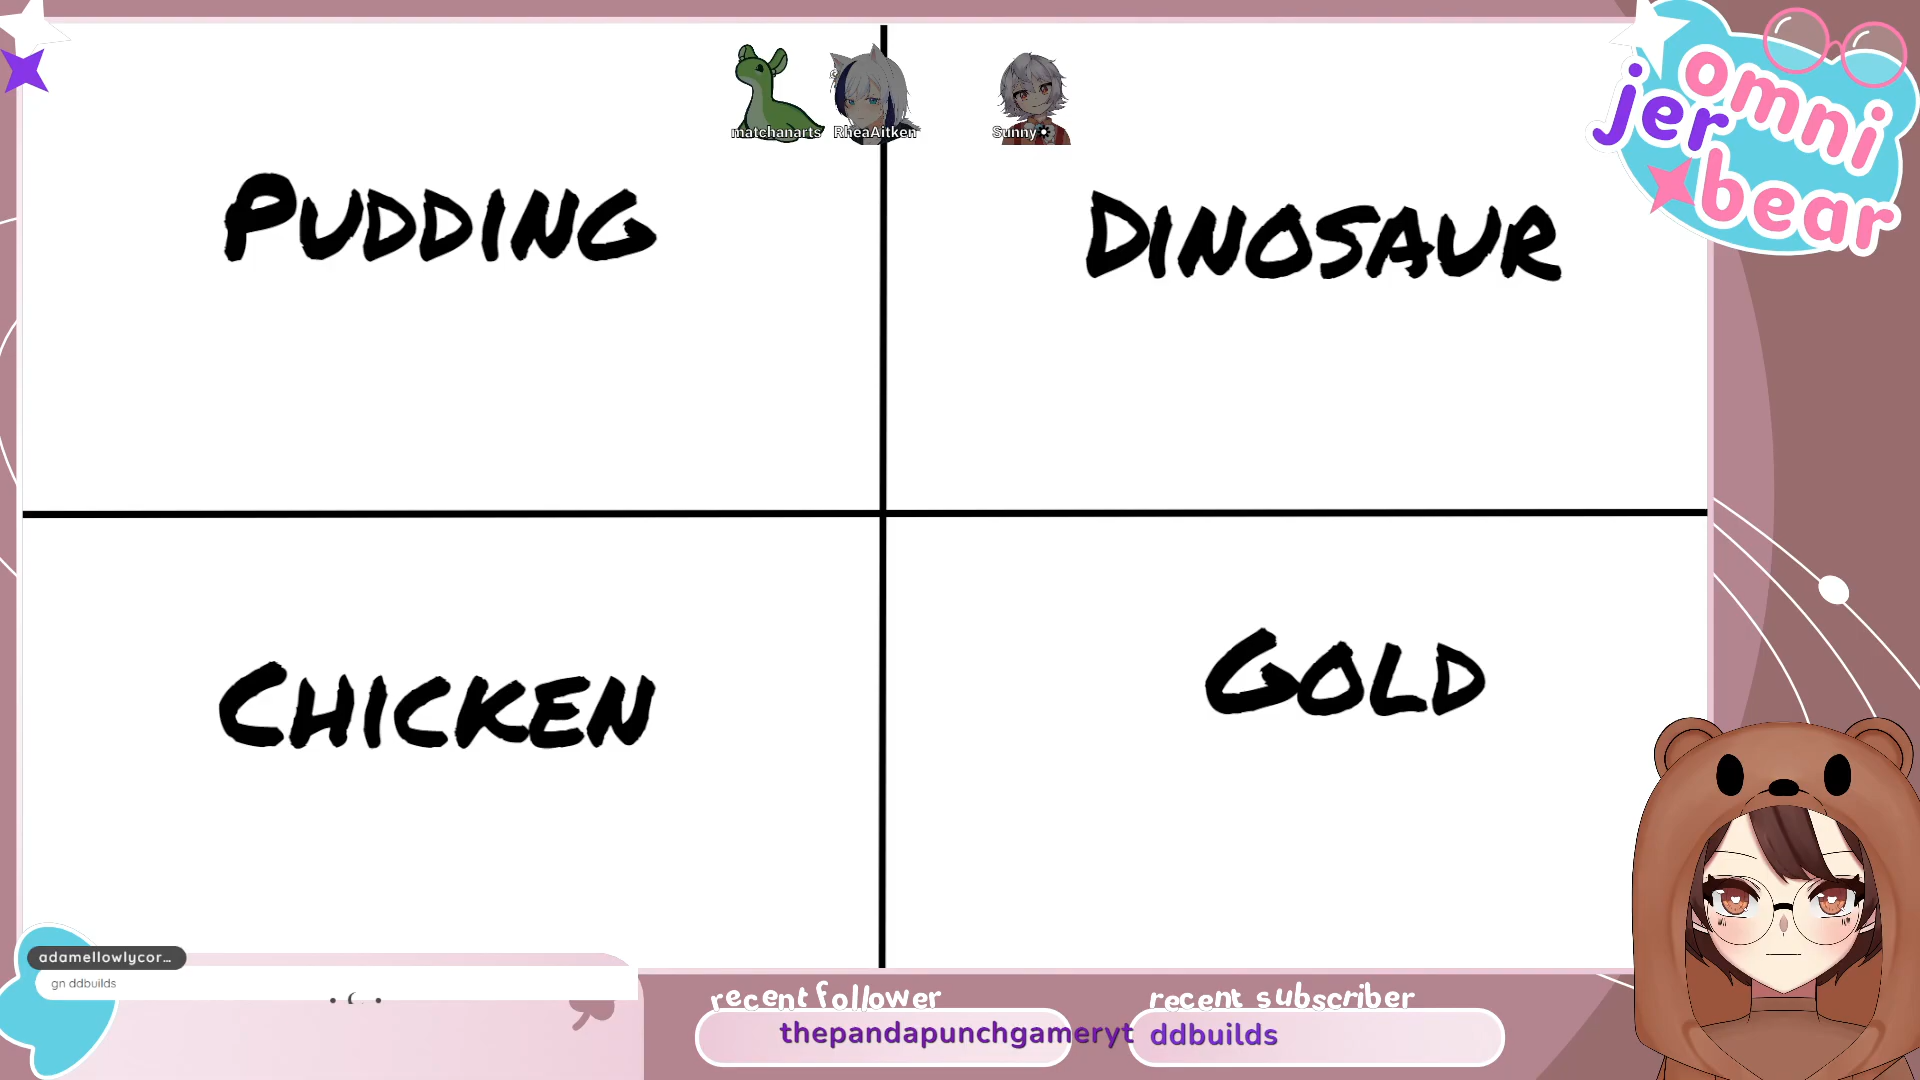 matchanarts RheaAitken Sunny
omni
jer
bear
PUDDING
DINOSAUR
CHICKEN
GOLD
adamellowlycor...
gn ddbuilds
recent follower
thepandapunchgameryt
recent subscriber
ddbuilds